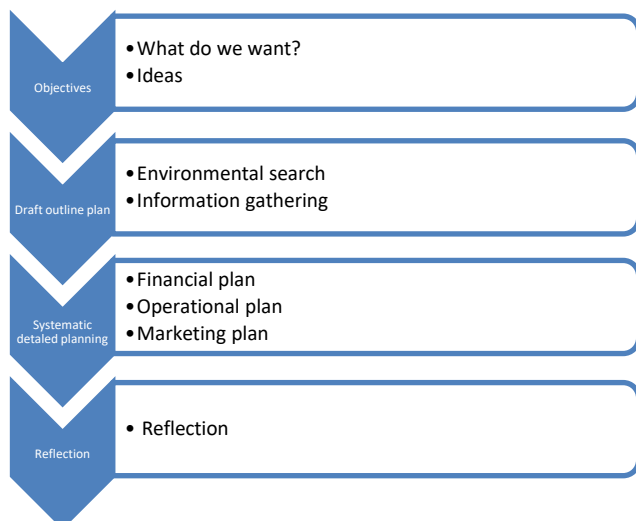 Objectives
•What do we want?
•Ideas
Draft outline plan
•Environmental search
•Information gathering
Systematic
detaled planning
•Financial plan
•Operational plan
•Marketing plan
Reflection
• Reflection